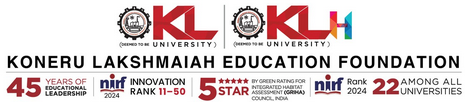 KL KLH
(DEEMED TO BE UNIVERSITY) (DEEMED TO BE UNIVERSITY)
KONERU LAKSHMAIAH EDUCATION FOUNDATION
45 YEARS OF EDUCATIONAL LEADERSHIP
nirf 2024 INNOVATION RANK 11-50
5 STAR BY GREEN RATING FOR INTEGRATED HABITAT ASSESSMENT (GRIHA) COUNCIL, INDIA
nirf 2024 Rank 22 AMONG ALL UNIVERSITIES